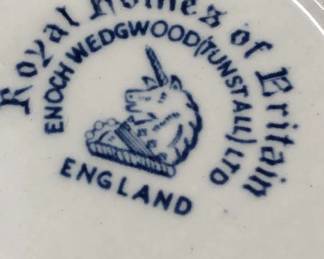 Royal Homes of Britain
ENOCH WEDGWOOD (TUNSTALL) LTD
ENGLAND